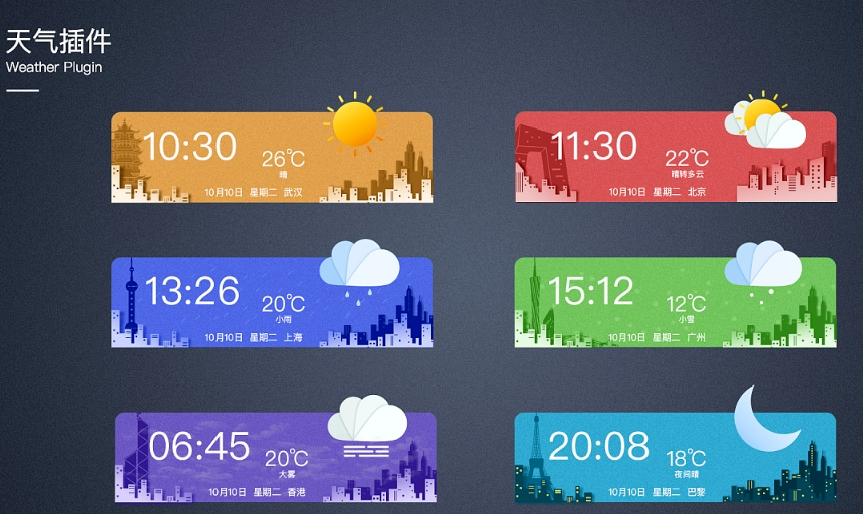 天气插件
Weather Plugin
10:30
26℃
晴
10月10日 星期二 武汉
11:30
22℃
晴转多云
10月10日 星期二 北京
13:26
20℃
小雨
10月10日 星期二 上海
15:12
12℃
小雪
10月10日 星期二 广州
06:45
20℃
大雾
10月10日 星期二 香港
20:08
18℃
夜间晴
10月10日 星期二 巴黎